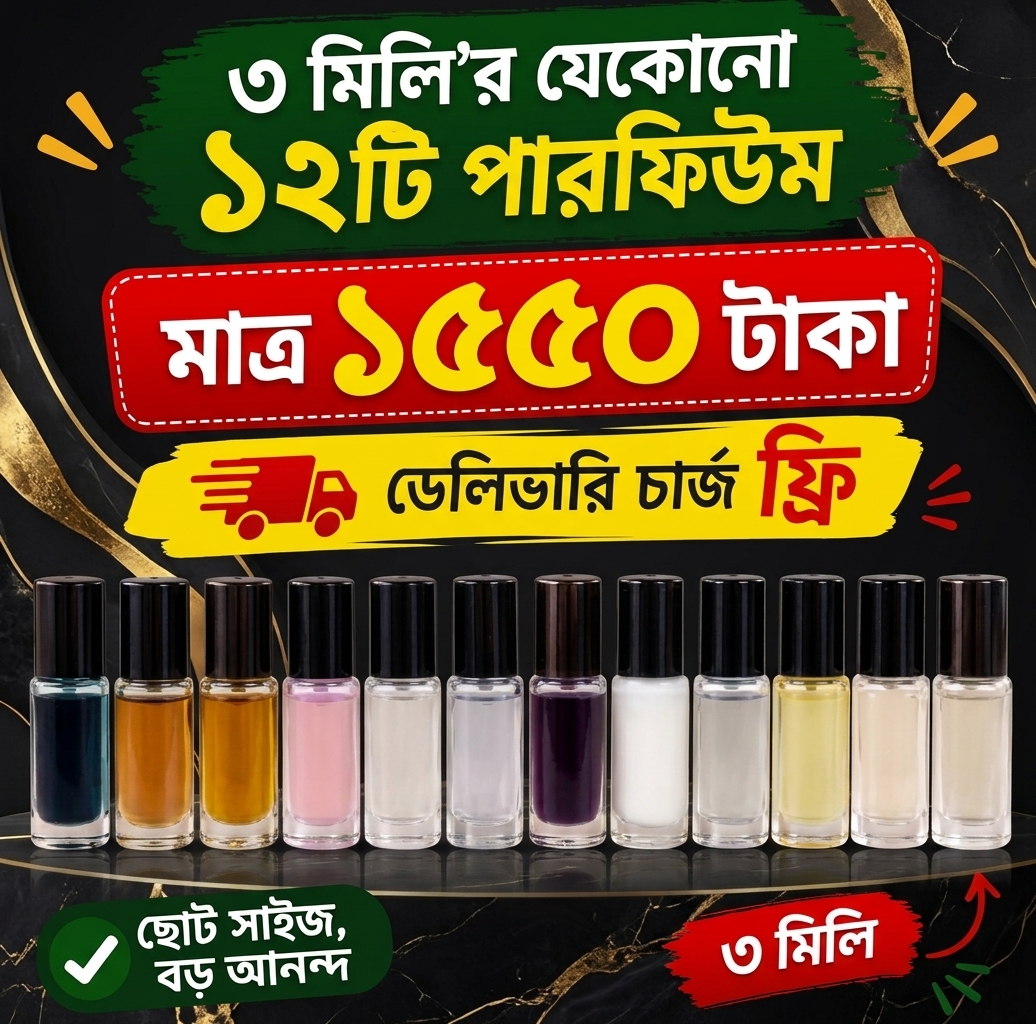 ৩ মিলি’র যেকোনো
১২টি পারফিউম
মাত্র ১৫৫০ টাকা
ডেলিভারি চার্জ ফ্রি
ছোট সাইজ,
বড় আনন্দ
৩ মিলি